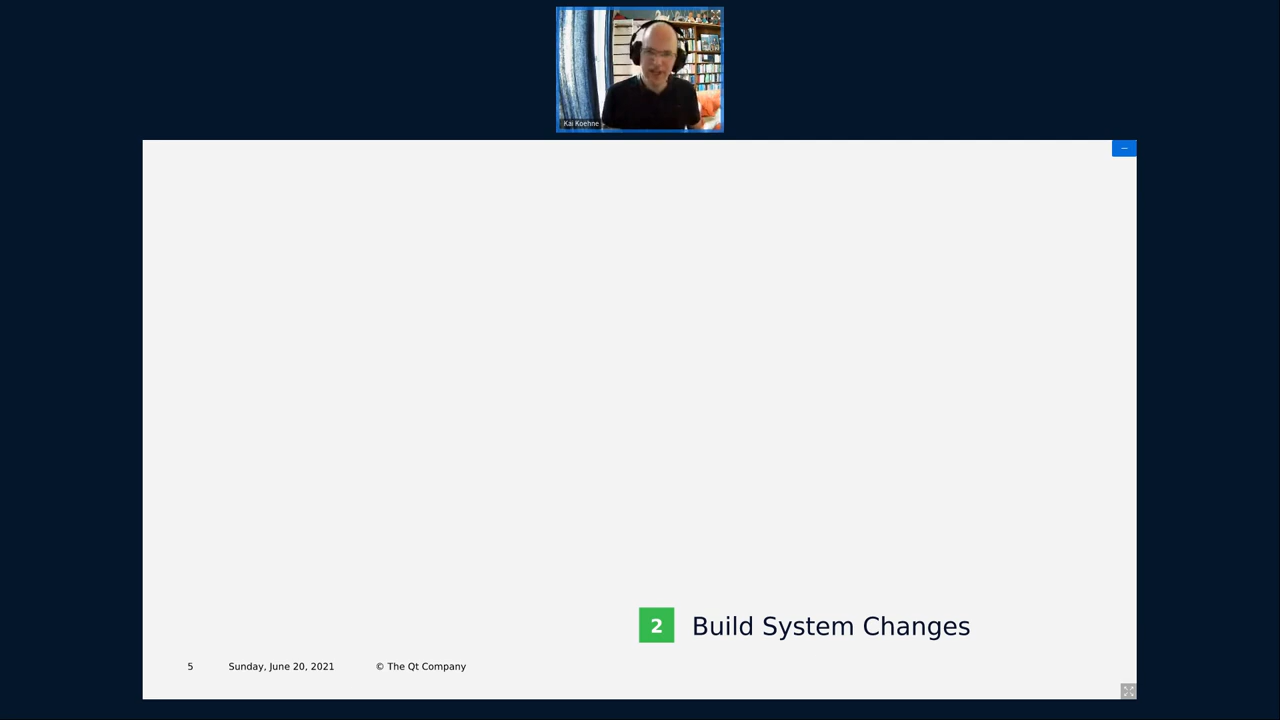 Kai Koehne
2 Build System Changes
5 Sunday, June 20, 2021 © The Qt Company